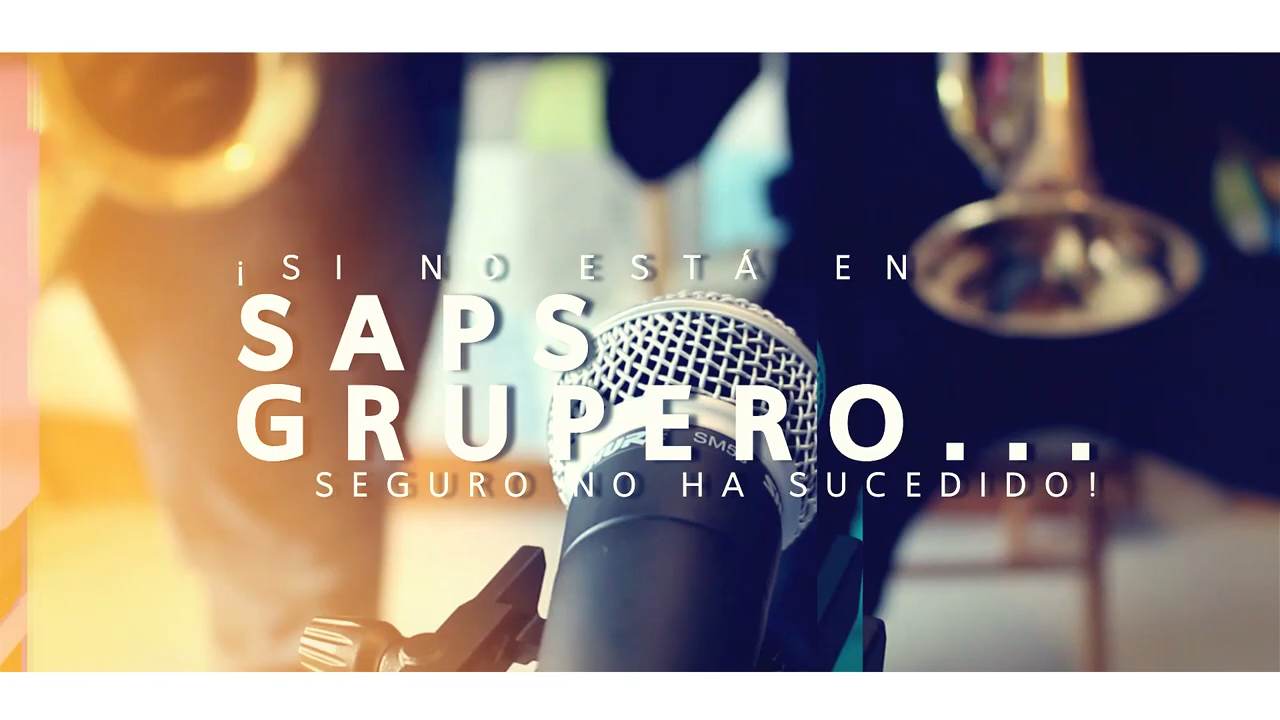 ¡SI NO ESTÁ EN
SAPS
GRUPERO...
SEGURO NO HA SUCEDIDO!